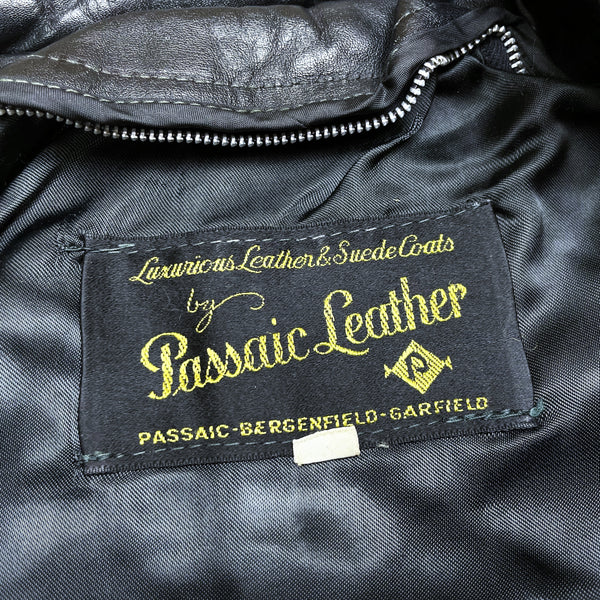 Luxurious Leather & Suede Coats
by
Passaic Leather
P
PASSAIC-BERGENFIELD-GARFIELD